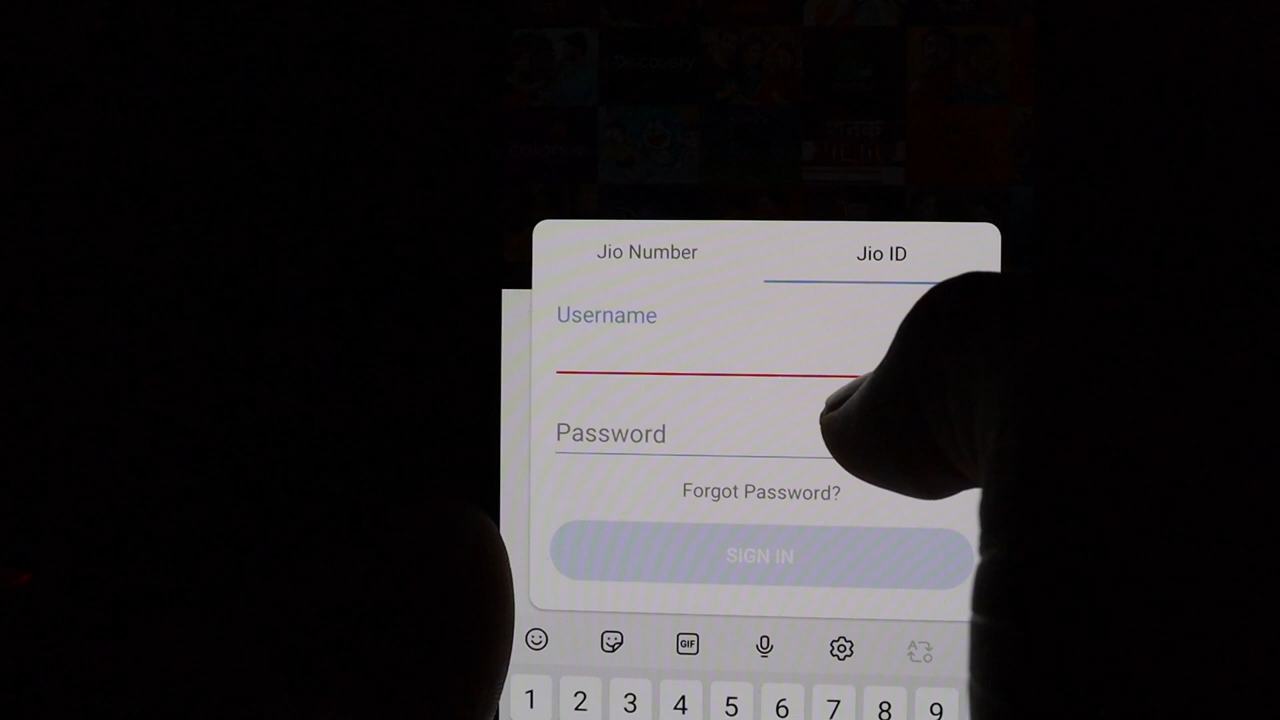 Discovery
Jio Number
Jio ID
Username
Password
Forgot Password?
SIGN IN
GIF
1 2 3 4 5 6 7 8 9